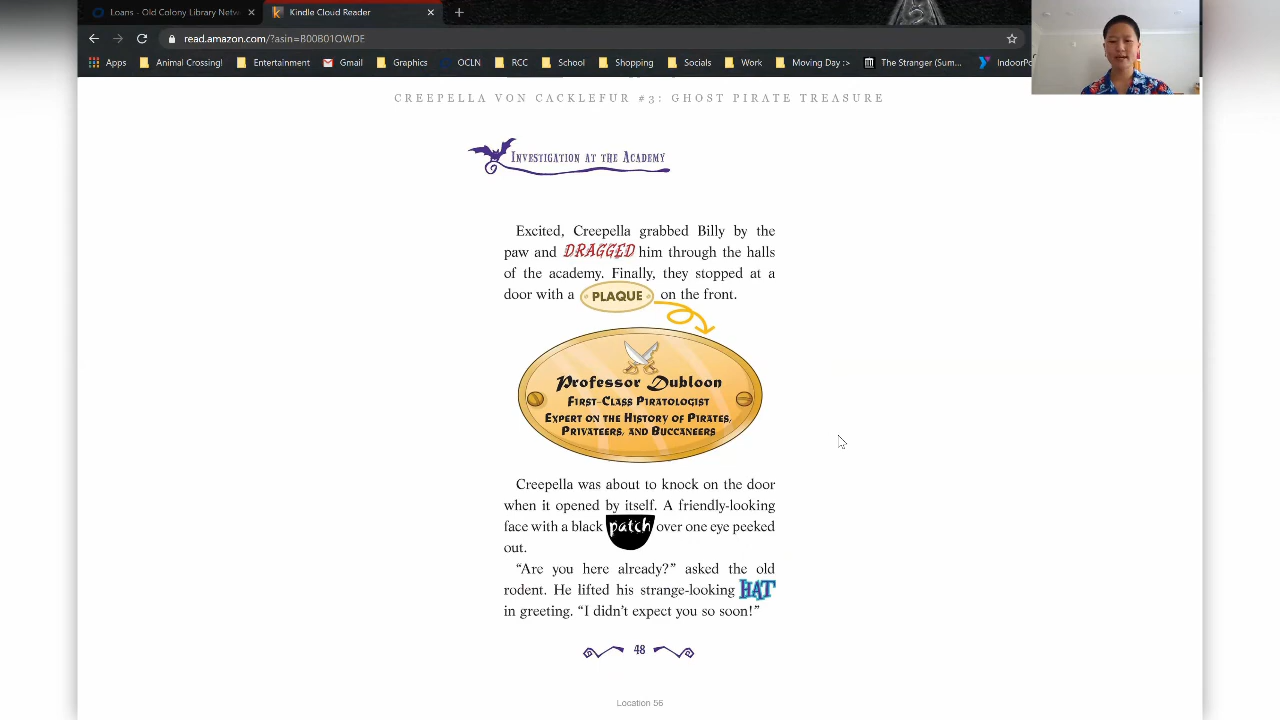 Loans - Old Colony Library Netw
Kindle Cloud Reader
read.amazon.com/?asin=B00B01OWDE
Apps Animal Crossing! Entertainment Gmail Graphics OCLN RCC School Shopping Socials Work Moving Day :> The Stranger (Sum...
CREEPELLA VON CACKLEFUR #3: GHOST PIRATE TREASURE
Investigation at the Academy
Excited, Creepella grabbed Billy by the
paw and DRAGGED him through the halls
of the academy. Finally, they stopped at a
door with a PLAQUE on the front.
Professor Dubloon
First-Class Piratologist
Expert on the History of Pirates,
Privateers, and Buccaneers
Creepella was about to knock on the door
when it opened by itself. A friendly-looking
face with a black patch over one eye peeked
out.
“Are you here already?” asked the old
rodent. He lifted his strange-looking HAT
in greeting. “I didn’t expect you so soon!”
48
Location 56